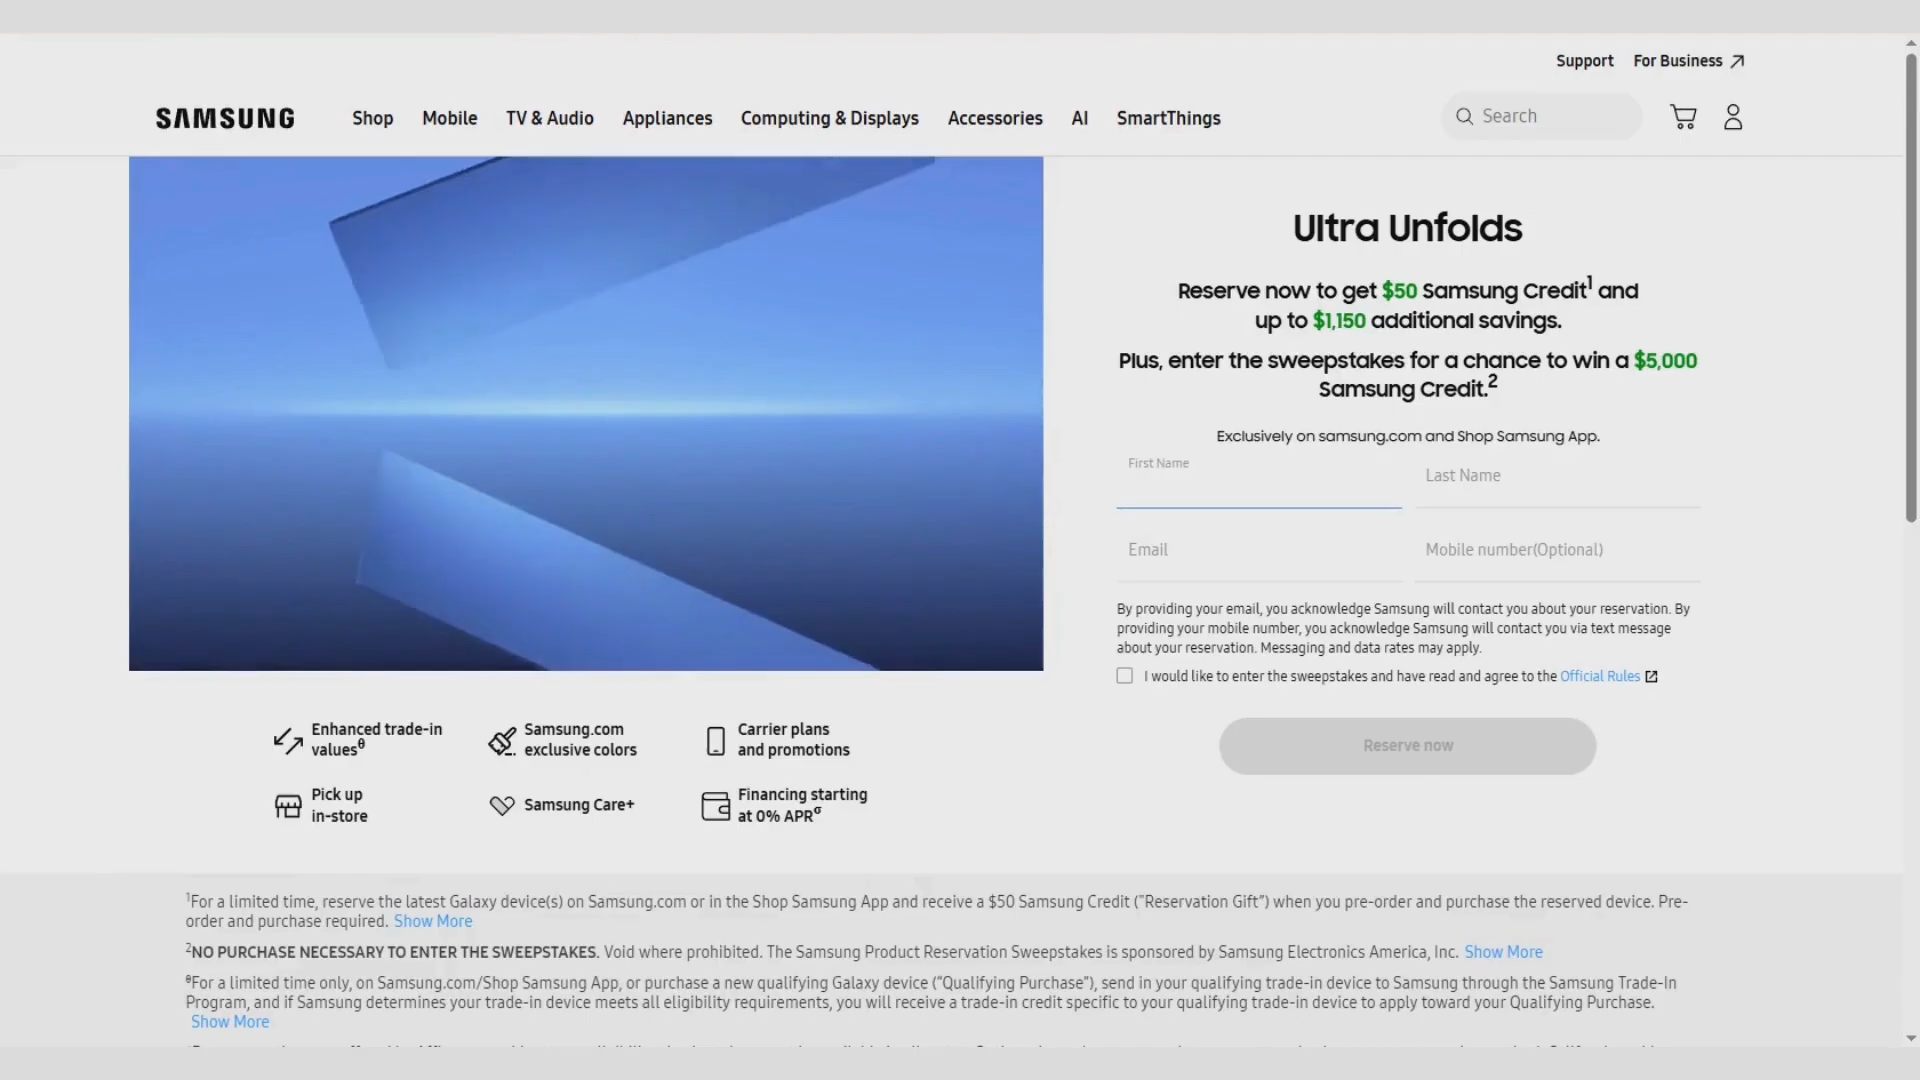 Support For Business
SAMSUNG Shop Mobile TV & Audio Appliances Computing & Displays Accessories AI SmartThings Search
Ultra Unfolds
Reserve now to get $50 Samsung Credit1 and
up to $1,150 additional savings.
Plus, enter the sweepstakes for a chance to win a $5,000
Samsung Credit.2
Exclusively on samsung.com and Shop Samsung App.
First Name
Last Name
Email
Mobile number(Optional)
By providing your email, you acknowledge Samsung will contact you about your reservation. By
providing your mobile number, you acknowledge Samsung will contact you via text message
about your reservation. Messaging and data rates may apply.
I would like to enter the sweepstakes and have read and agree to the Official Rules
Reserve now
Enhanced trade-in
valuesθ
Samsung.com
exclusive colors
Carrier plans
and promotions
Pick up
in-store
Samsung Care+
Financing starting
at 0% APRσ
1For a limited time, reserve the latest Galaxy device(s) on Samsung.com or in the Shop Samsung App and receive a $50 Samsung Credit ("Reservation Gift") when you pre-order and purchase the reserved device. Pre-
order and purchase required. Show More
2NO PURCHASE NECESSARY TO ENTER THE SWEEPSTAKES. Void where prohibited. The Samsung Product Reservation Sweepstakes is sponsored by Samsung Electronics America, Inc. Show More
θFor a limited time only, on Samsung.com/Shop Samsung App, or purchase a new qualifying Galaxy device ("Qualifying Purchase"), send in your qualifying trade-in device to Samsung through the Samsung Trade-In
Program, and if Samsung determines your trade-in device meets all eligibility requirements, you will receive a trade-in credit specific to your qualifying trade-in device to apply toward your Qualifying Purchase.
Show More